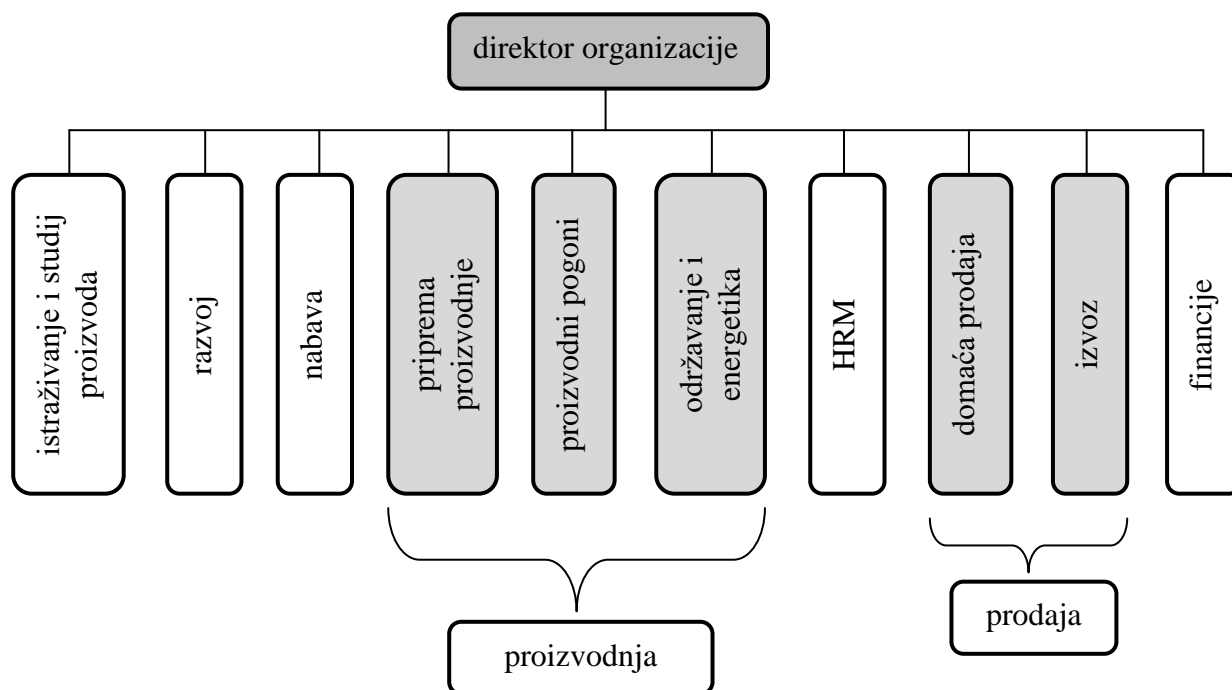 direktor organizacije
istraživanje i studij
proizvoda
razvoj
nabava
priprema
proizvodnje
proizvodni pogoni
održavanje i
energetika
HRM
domaća prodaja
izvoz
financije
proizvodnja
prodaja